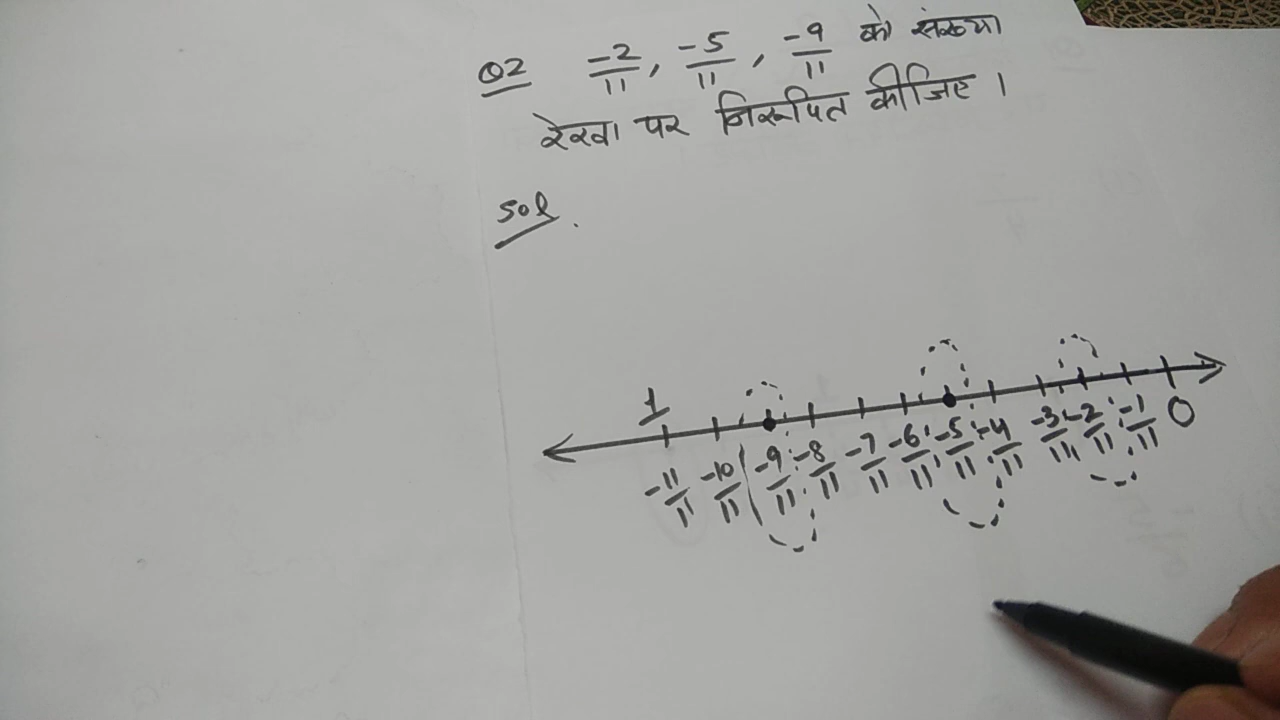 Q2 -2/11, -5/11, -9/11 को संख्या
रेखा पर निरूपित कीजिए।
Sol.
1
-11/11 -10/11 -9/11 -8/11 -7/11 -6/11 -5/11 -4/11 -3/11 -2/11 -1/11 0